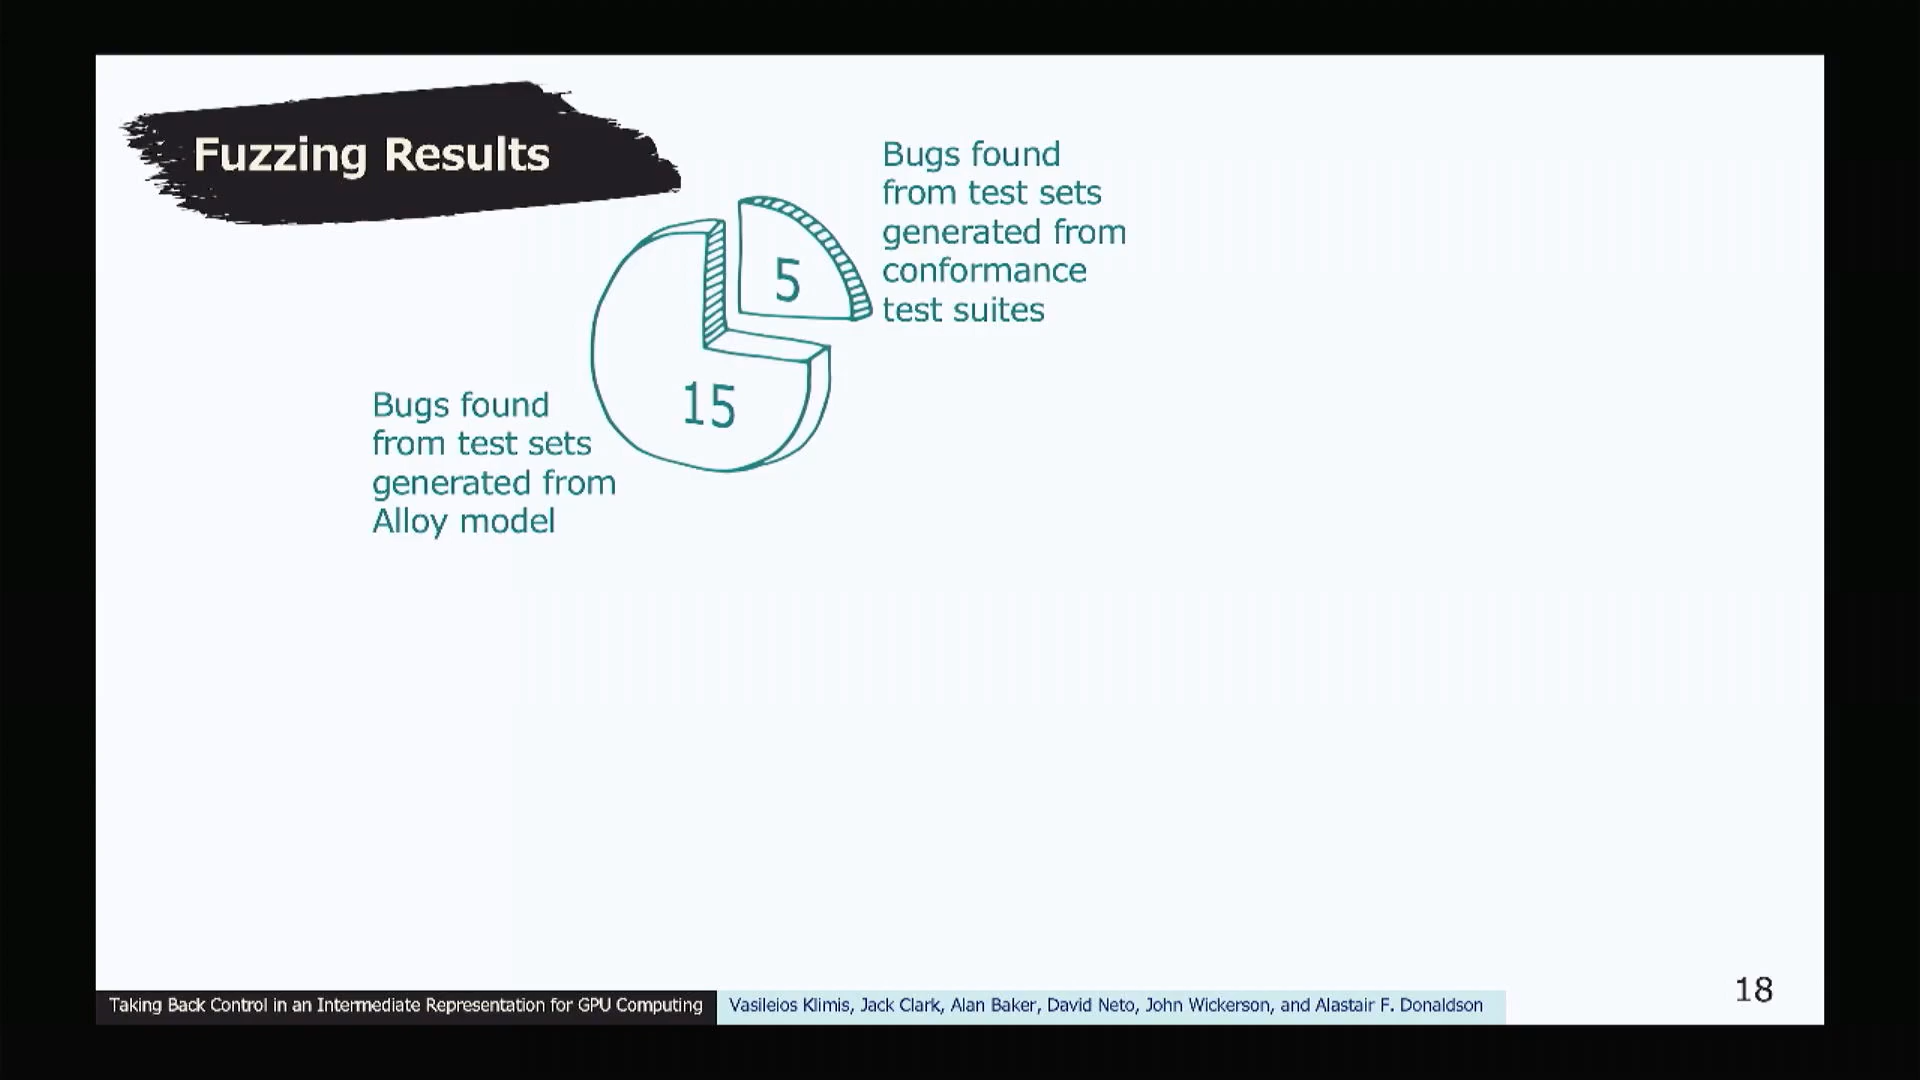 Fuzzing Results
Bugs found
from test sets
generated from
conformance
test suites
5
15
Bugs found
from test sets
generated from
Alloy model
Taking Back Control in an Intermediate Representation for GPU Computing
Vasileios Klimis, Jack Clark, Alan Baker, David Neto, John Wickerson, and Alastair F. Donaldson
18